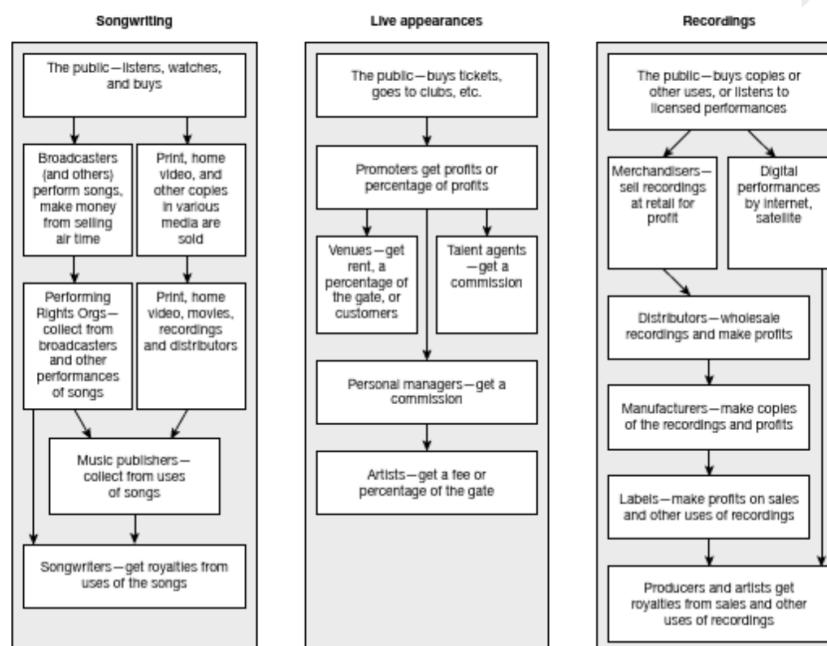 Songwriting
The public—listens, watches,
and buys
Broadcasters
(and others)
perform songs,
make money
from selling
air time
Print, home
video, and
other copies
in various
media are
sold
Performing
Rights Orgs—
collect from
broadcasters
and other
performances
of songs
Print, home
video, movies,
recordings
and distributors
Music publishers—
collect from uses
of songs
Songwriters—get royalties from
uses of the songs
Live appearances
The public—buys tickets,
goes to clubs, etc.
Promoters get profits or
percentage of profits
Venues—get
rent, a
percentage of
the gate, or
customers
Talent agents
—get a
commission
Personal managers—get a
commission
Artists—get a fee or
percentage of the gate
Recordings
The public—buys copies or
other uses, or listens to
licensed performances
Merchandisers—
sell recordings
at retail for
profit
Digital
performances
by internet,
satellite
Distributors—wholesale
recordings and make profits
Manufacturers—make copies
of the recordings and profits
Labels—make profits on sales
and other uses of recordings
Producers and artists get
royalties from sales and other
uses of recordings